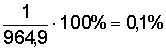 1/964,9 · 100% = 0,1%